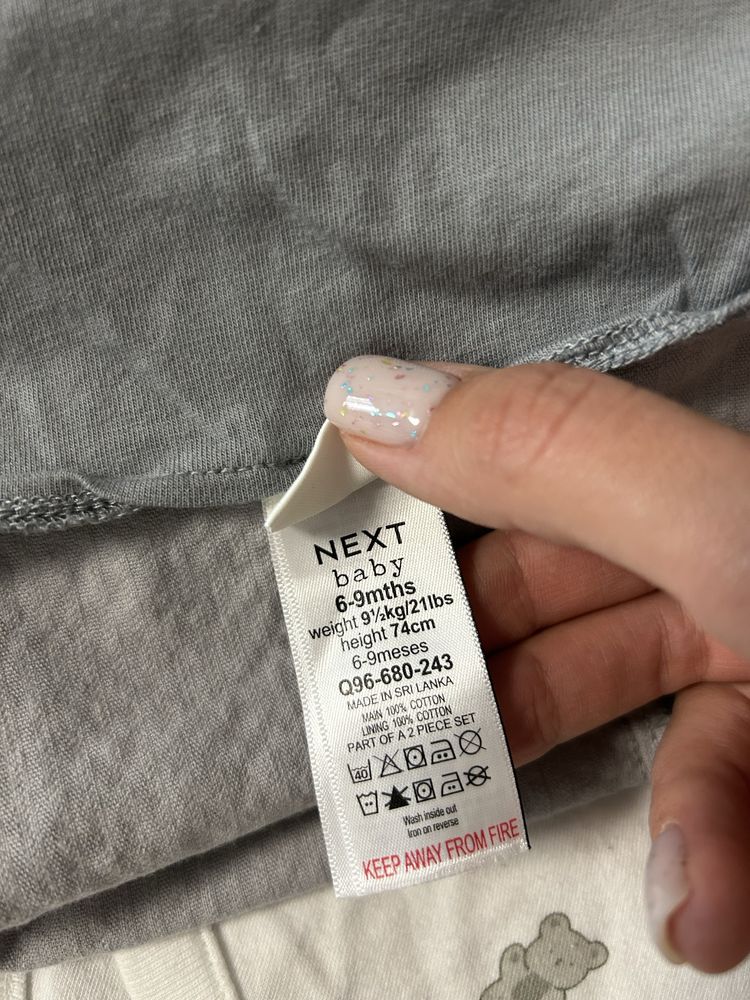 NEXT
baby
6-9mths
weight 9½kg/21lbs
height 74cm
6-9meses
Q96-680-243
MADE IN SRI LANKA
MAIN 100% COTTON
LINING 100% COTTON
PART OF A 2 PIECE SET
40
Wash inside out
Iron on reverse
KEEP AWAY FROM FIRE